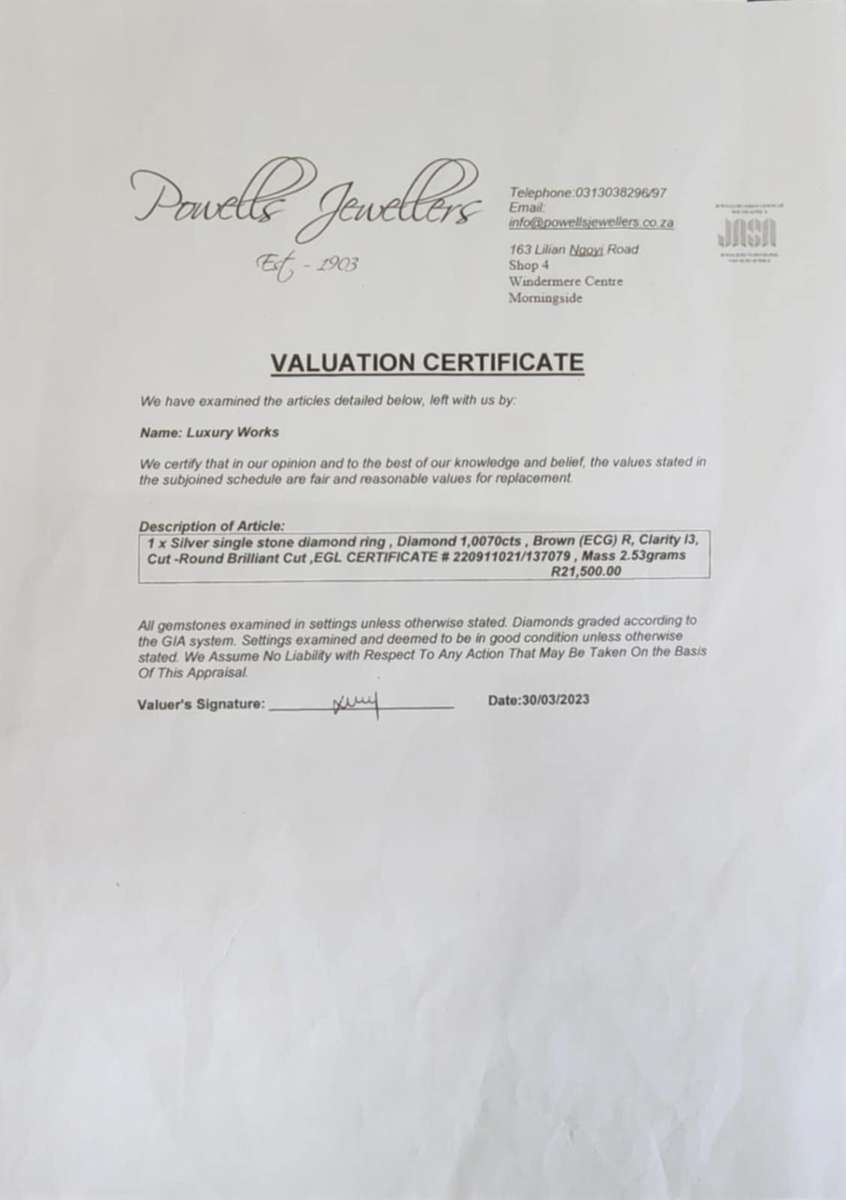 Powells Jewellers
Est - 1903
Telephone:0313038296/97
Email:
info@powellsjewellers.co.za
163 Lilian Ngoyi Road
Shop 4
Windermere Centre
Morningside
JASA
VALUATION CERTIFICATE
We have examined the articles detailed below, left with us by:
Name: Luxury Works
We certify that in our opinion and to the best of our knowledge and belief, the values stated in
the subjoined schedule are fair and reasonable values for replacement.
Description of Article:
1 x Silver single stone diamond ring , Diamond 1,0070cts , Brown (ECG) R, Clarity I3,
Cut -Round Brilliant Cut ,EGL CERTIFICATE # 220911021/137079 , Mass 2.53grams
R21,500.00
All gemstones examined in settings unless otherwise stated. Diamonds graded according to
the GIA system. Settings examined and deemed to be in good condition unless otherwise
stated. We Assume No Liability with Respect To Any Action That May Be Taken On the Basis
Of This Appraisal.
Valuer's Signature:
Date:30/03/2023